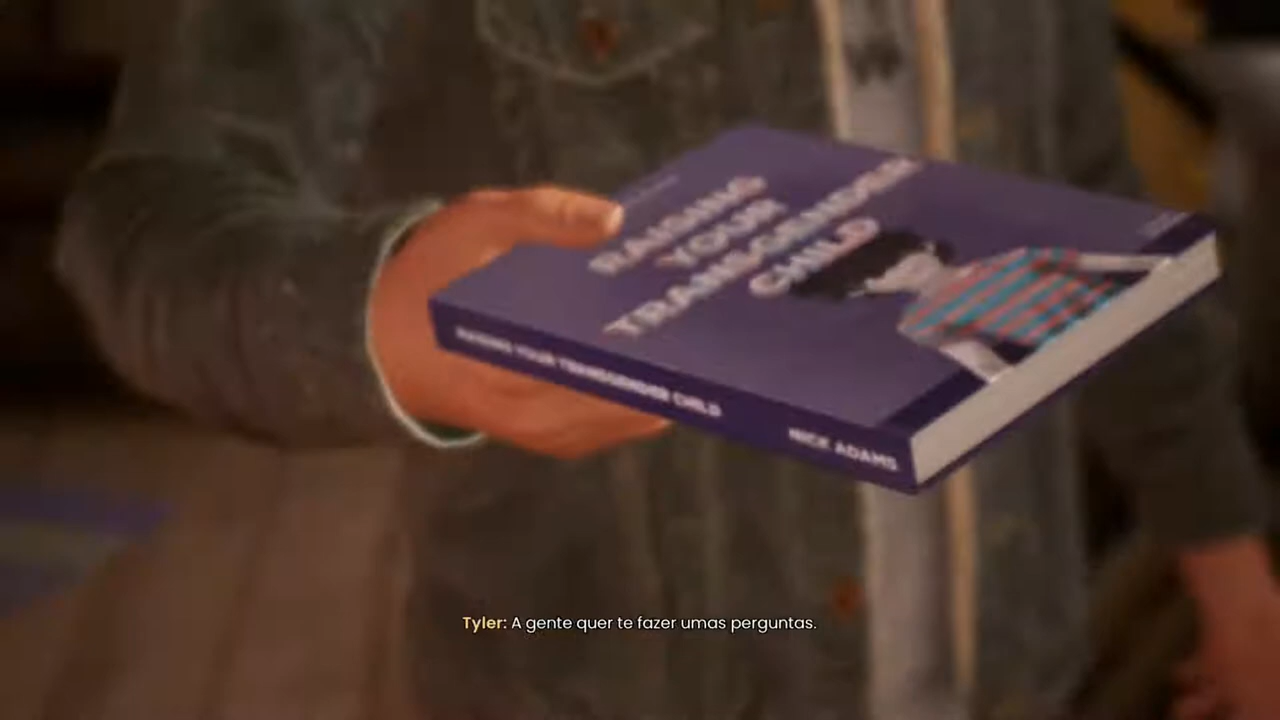 RAISING
YOUR
TRANSGENDER
CHILD
RAISING YOUR TRANSGENDER CHILD
NICK ADAMS
Tyler: A gente quer te fazer umas perguntas.